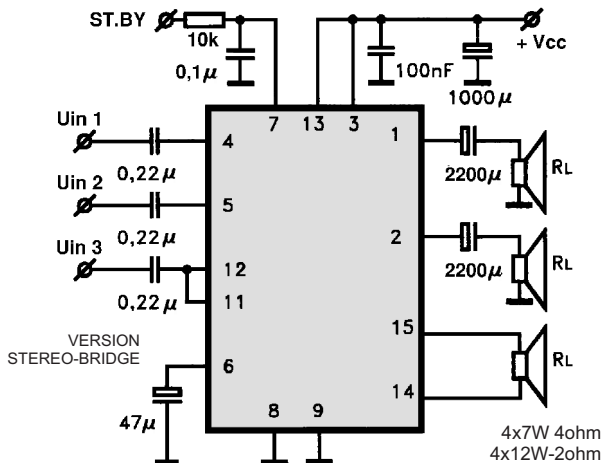 ST.BY
10k
+ Vcc
0,1μ
100nF
1000μ
7 13 3
Uin 1
4
1
0,22μ
2200μ
RL
Uin 2
5
0,22μ
2
Uin 3
12
2200μ
RL
0,22μ
11
15
VERSION
STEREO-BRIDGE
6
RL
14
47μ
8 9
4x7W 4ohm
4x12W-2ohm